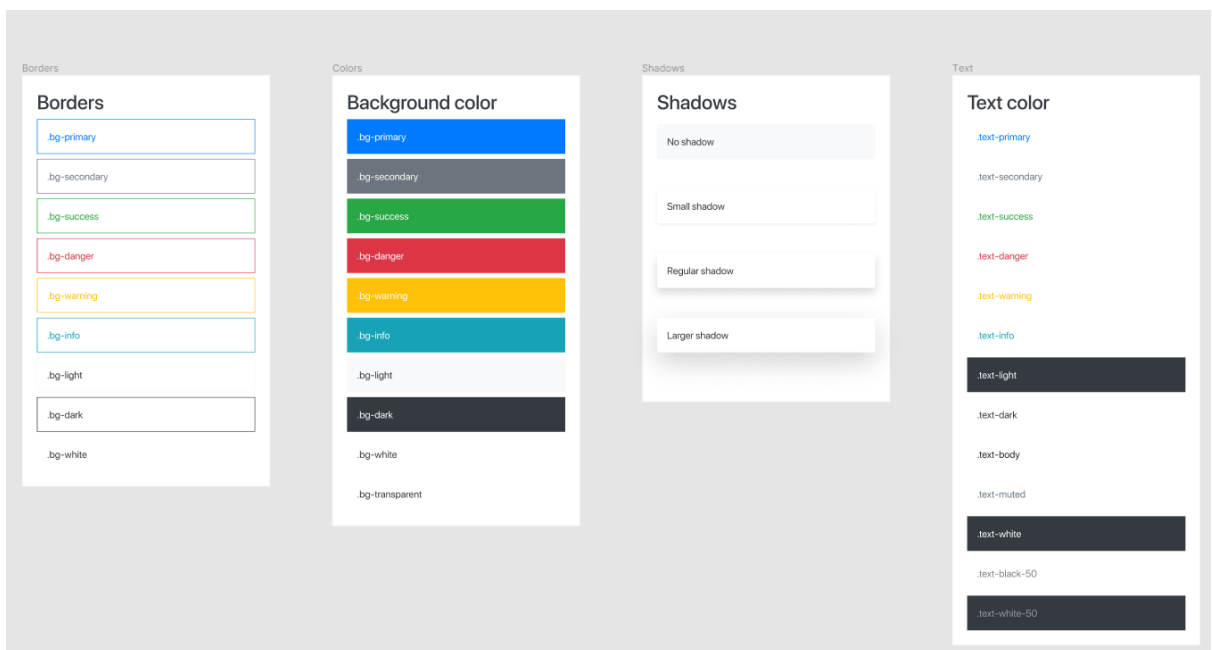 Borders
Borders
.bg-primary
.bg-secondary
.bg-success
.bg-danger
.bg-warning
.bg-info
.bg-light
.bg-dark
.bg-white
Colors
Background color
.bg-primary
.bg-secondary
.bg-success
.bg-danger
.bg-warning
.bg-info
.bg-light
.bg-dark
.bg-white
.bg-transparent
Shadows
Shadows
No shadow
Small shadow
Regular shadow
Larger shadow
Text
Text color
.text-primary
.text-secondary
.text-success
.text-danger
.text-warning
.text-info
.text-light
.text-dark
.text-body
.text-muted
.text-white
.text-black-50
.text-white-50